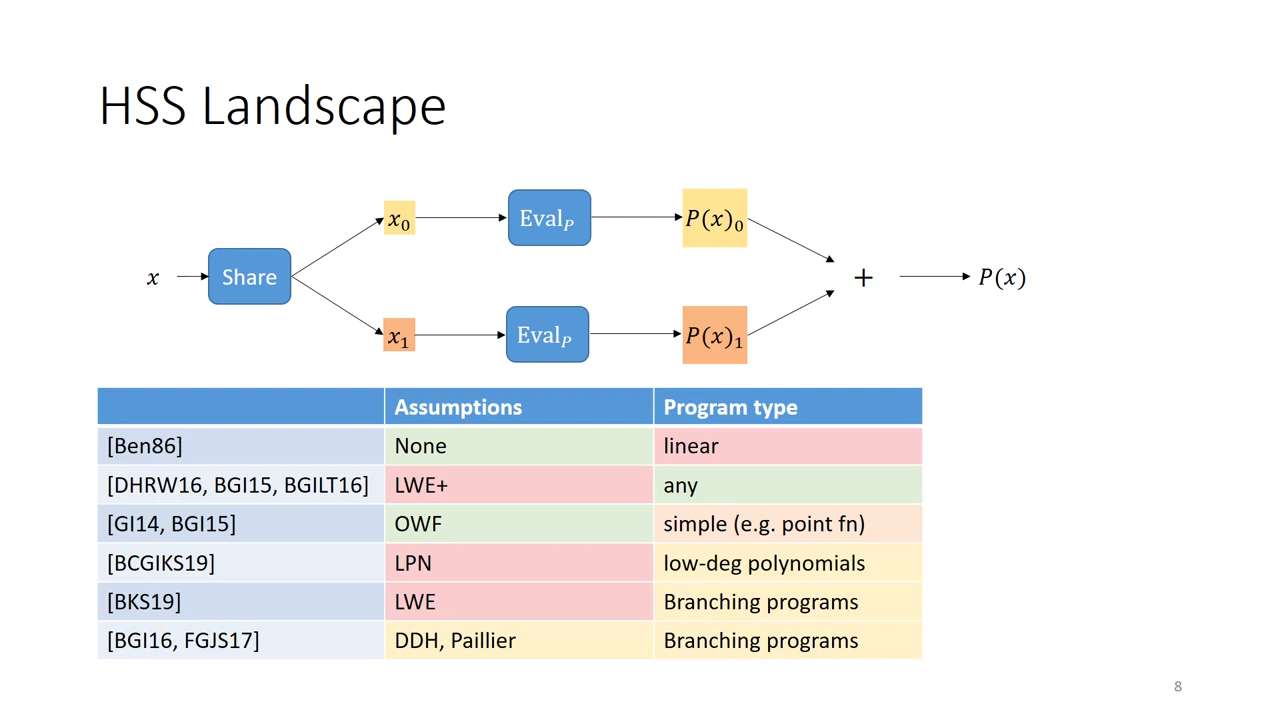 HSS Landscape
x
Share
x₀
Eval_P
P(x)₀
x₁
Eval_P
P(x)₁
+
P(x)
Assumptions Program type
[Ben86] None linear
[DHRW16, BGI15, BGILT16] LWE+ any
[GI14, BGI15] OWF simple (e.g. point fn)
[BCGIKS19] LPN low-deg polynomials
[BKS19] LWE Branching programs
[BGI16, FGJS17] DDH, Paillier Branching programs
8